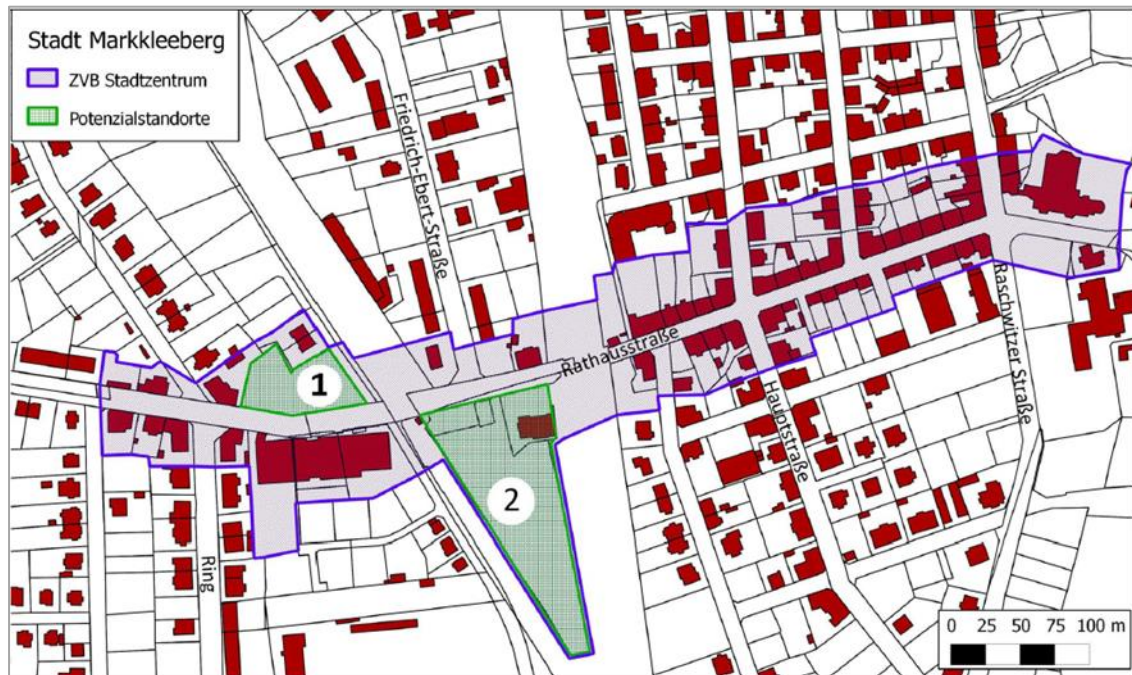 Stadt Markkleeberg
ZVB Stadtzentrum
Potenzialstandorte
Friedrich-Ebert-Straße
Rathausstraße
Raschwitzer Straße
Hauptstraße
Ring
1
2
0 25 50 75 100 m